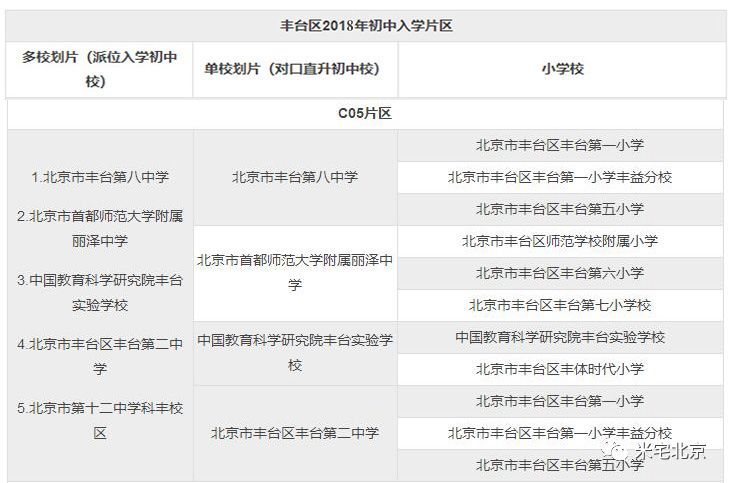 丰台区2018年初中入学片区
多校划片（派位入学初中
校）
单校划片（对口直升初中校）
小学校
C05片区
1.北京市丰台第八中学
2.北京市首都师范大学附属
丽泽中学
3.中国教育科学研究院丰台
实验学校
4.北京市丰台区丰台第二中
学
5.北京市第十二中学科丰校
区
北京市丰台第八中学
北京市丰台区丰台第一小学
北京市丰台区丰台第一小学丰益分校
北京市丰台区丰台第五小学
北京市首都师范大学附属丽泽中
学
北京市丰台区师范学校附属小学
北京市丰台区丰台第六小学
北京市丰台区丰台第七小学校
中国教育科学研究院丰台实验学
校
中国教育科学研究院丰台实验学校
北京市丰台区丰体时代小学
北京市丰台区丰台第二中学
北京市丰台区丰台第一小学
北京市丰台区丰台第一小学丰益分校
北京市丰台区丰台第五小学
米宅北京